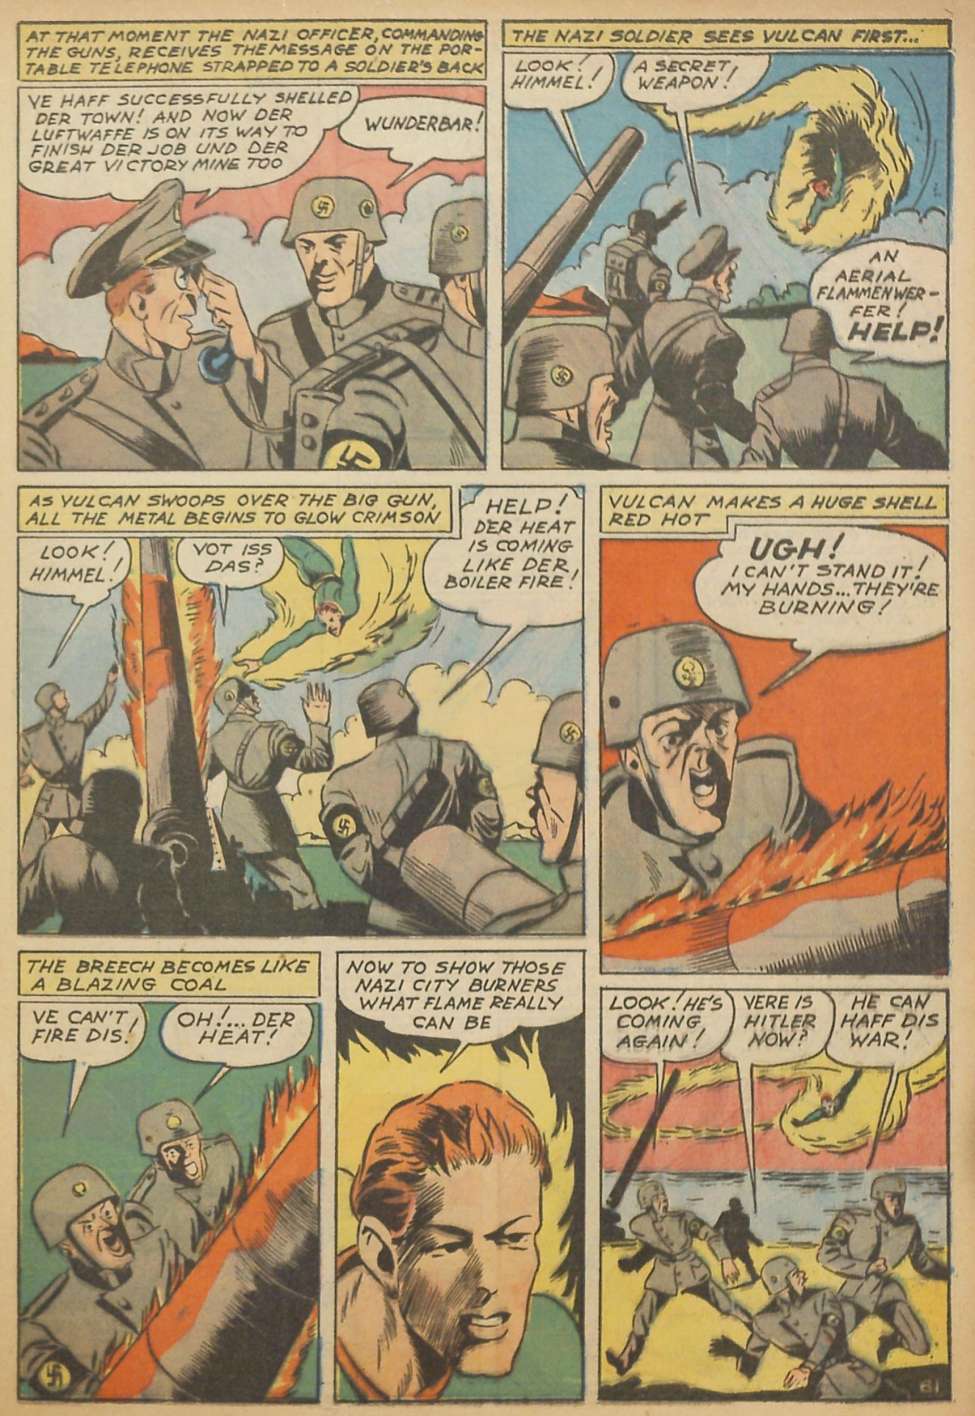 AT THAT MOMENT THE NAZI OFFICER, COMMANDING
THE GUNS, RECEIVES THE MESSAGE ON THE POR-
TABLE TELEPHONE STRAPPED TO A SOLDIER'S BACK
VE HAFF SUCCESSFULLY SHELLED
DER TOWN! AND NOW DER
LUFTWAFFE IS ON ITS WAY TO
FINISH DER JOB UND DER
GREAT VICTORY MINE TOO
WUNDERBAR!
THE NAZI SOLDIER SEES VULCAN FIRST...
LOOK!
HIMMEL!
A SECRET
WEAPON!
AN
AERIAL
FLAMMENWER-
FER!
HELP!
AS VULCAN SWOOPS OVER THE BIG GUN,
ALL THE METAL BEGINS TO GLOW CRIMSON
LOOK!
HIMMEL!
VOT ISS
DAS?
HELP!
DER HEAT
IS COMING
LIKE DER
BOILER FIRE!
VULCAN MAKES A HUGE SHELL
RED HOT
UGH!
I CAN'T STAND IT!
MY HANDS...THEY'RE
BURNING!
THE BREECH BECOMES LIKE
A BLAZING COAL
VE CAN'T
FIRE DIS!
OH!... DER
HEAT!
NOW TO SHOW THOSE
NAZI CITY BURNERS
WHAT FLAME REALLY
CAN BE
LOOK! HE'S
COMING
AGAIN!
VERE IS
HITLER
NOW?
HE CAN
HAFF DIS
WAR!
61